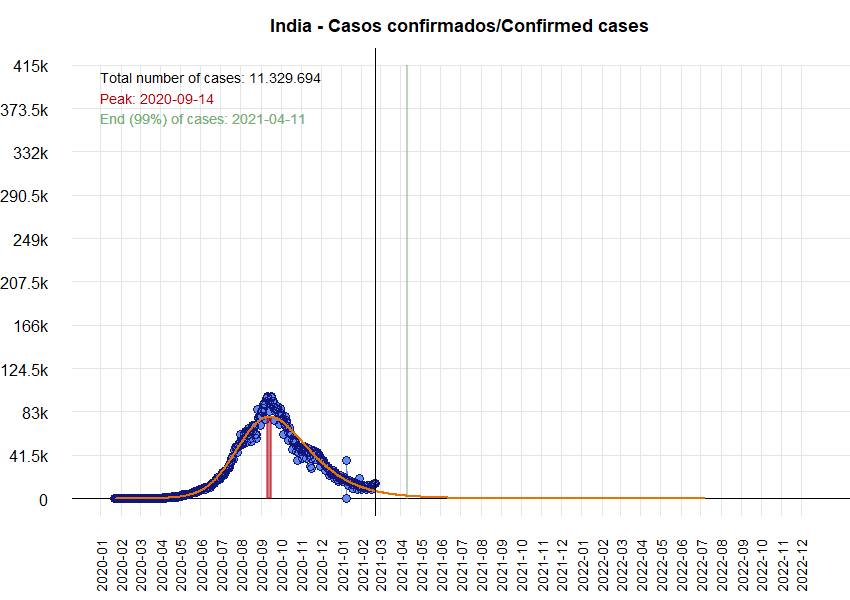 India - Casos confirmados/Confirmed cases
415k
Total number of cases: 11.329.694
Peak: 2020-09-14
373.5k
End (99%) of cases: 2021-04-11
332k
290.5k
249k
207.5k
166k
124.5k
83k
41.5k
0
2020-01
2020-02
2020-03
2020-04
2020-05
2020-06
2020-07
2020-08
2020-09
2020-10
2020-11
2020-12
2021-01
2021-02
2021-03
2021-04
2021-05
2021-06
2021-07
2021-08
2021-09
2021-10
2021-11
2021-12
2022-01
2022-02
2022-03
2022-04
2022-05
2022-06
2022-07
2022-08
2022-09
2022-10
2022-11
2022-12